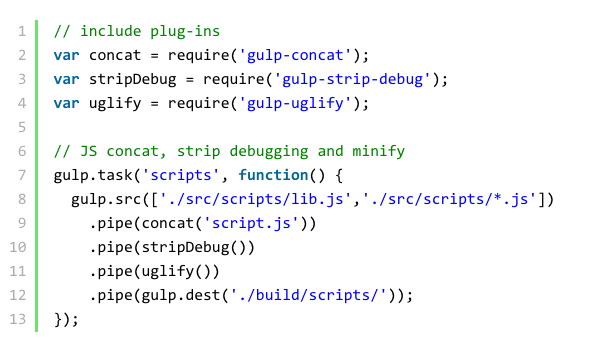 1 // include plug-ins
2 var concat = require('gulp-concat');
3 var stripDebug = require('gulp-strip-debug');
4 var uglify = require('gulp-uglify');
5
6 // JS concat, strip debugging and minify
7 gulp.task('scripts', function() {
8   gulp.src(['./src/scripts/lib.js','./src/scripts/*.js'])
9     .pipe(concat('script.js'))
10     .pipe(stripDebug())
11     .pipe(uglify())
12     .pipe(gulp.dest('./build/scripts/'));
13 });